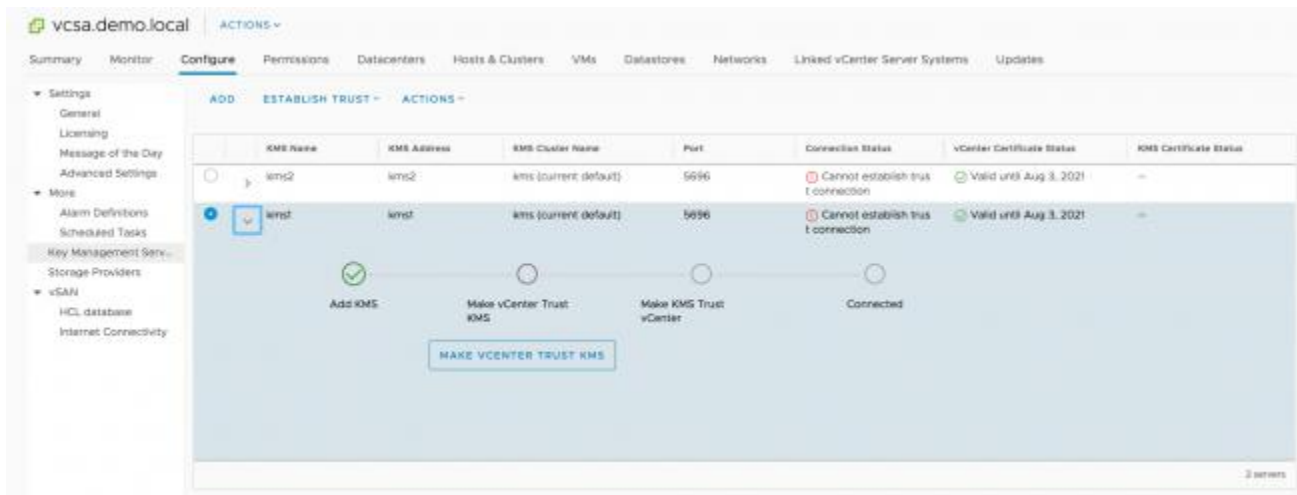 vcsa.demo.local ACTIONS
Summary Monitor Configure Permissions Datacenters Hosts & Clusters VMs Datastores Networks Linked vCenter Server Systems Updates
Settings
General
Licensing
Message of the Day
Advanced Settings
More
Alarm Definitions
Scheduled Tasks
Key Management Serv...
Storage Providers
vSAN
HCL database
Internet Connectivity
ADD ESTABLISH TRUST ACTIONS
KMS Name KMS Address KMS Cluster Name Port Connection Status vCenter Certificate Status KMS Certificate Status
kms2 kms2 kms (current default) 5696 Cannot establish trus Valid until Aug 3, 2021 --
t connection
kms1 kms1 kms (current default) 5696 Cannot establish trus Valid until Aug 3, 2021 --
t connection
Add KMS Make vCenter Trust Make KMS Trust Connected
KMS vCenter
MAKE VCENTER TRUST KMS
2 servers